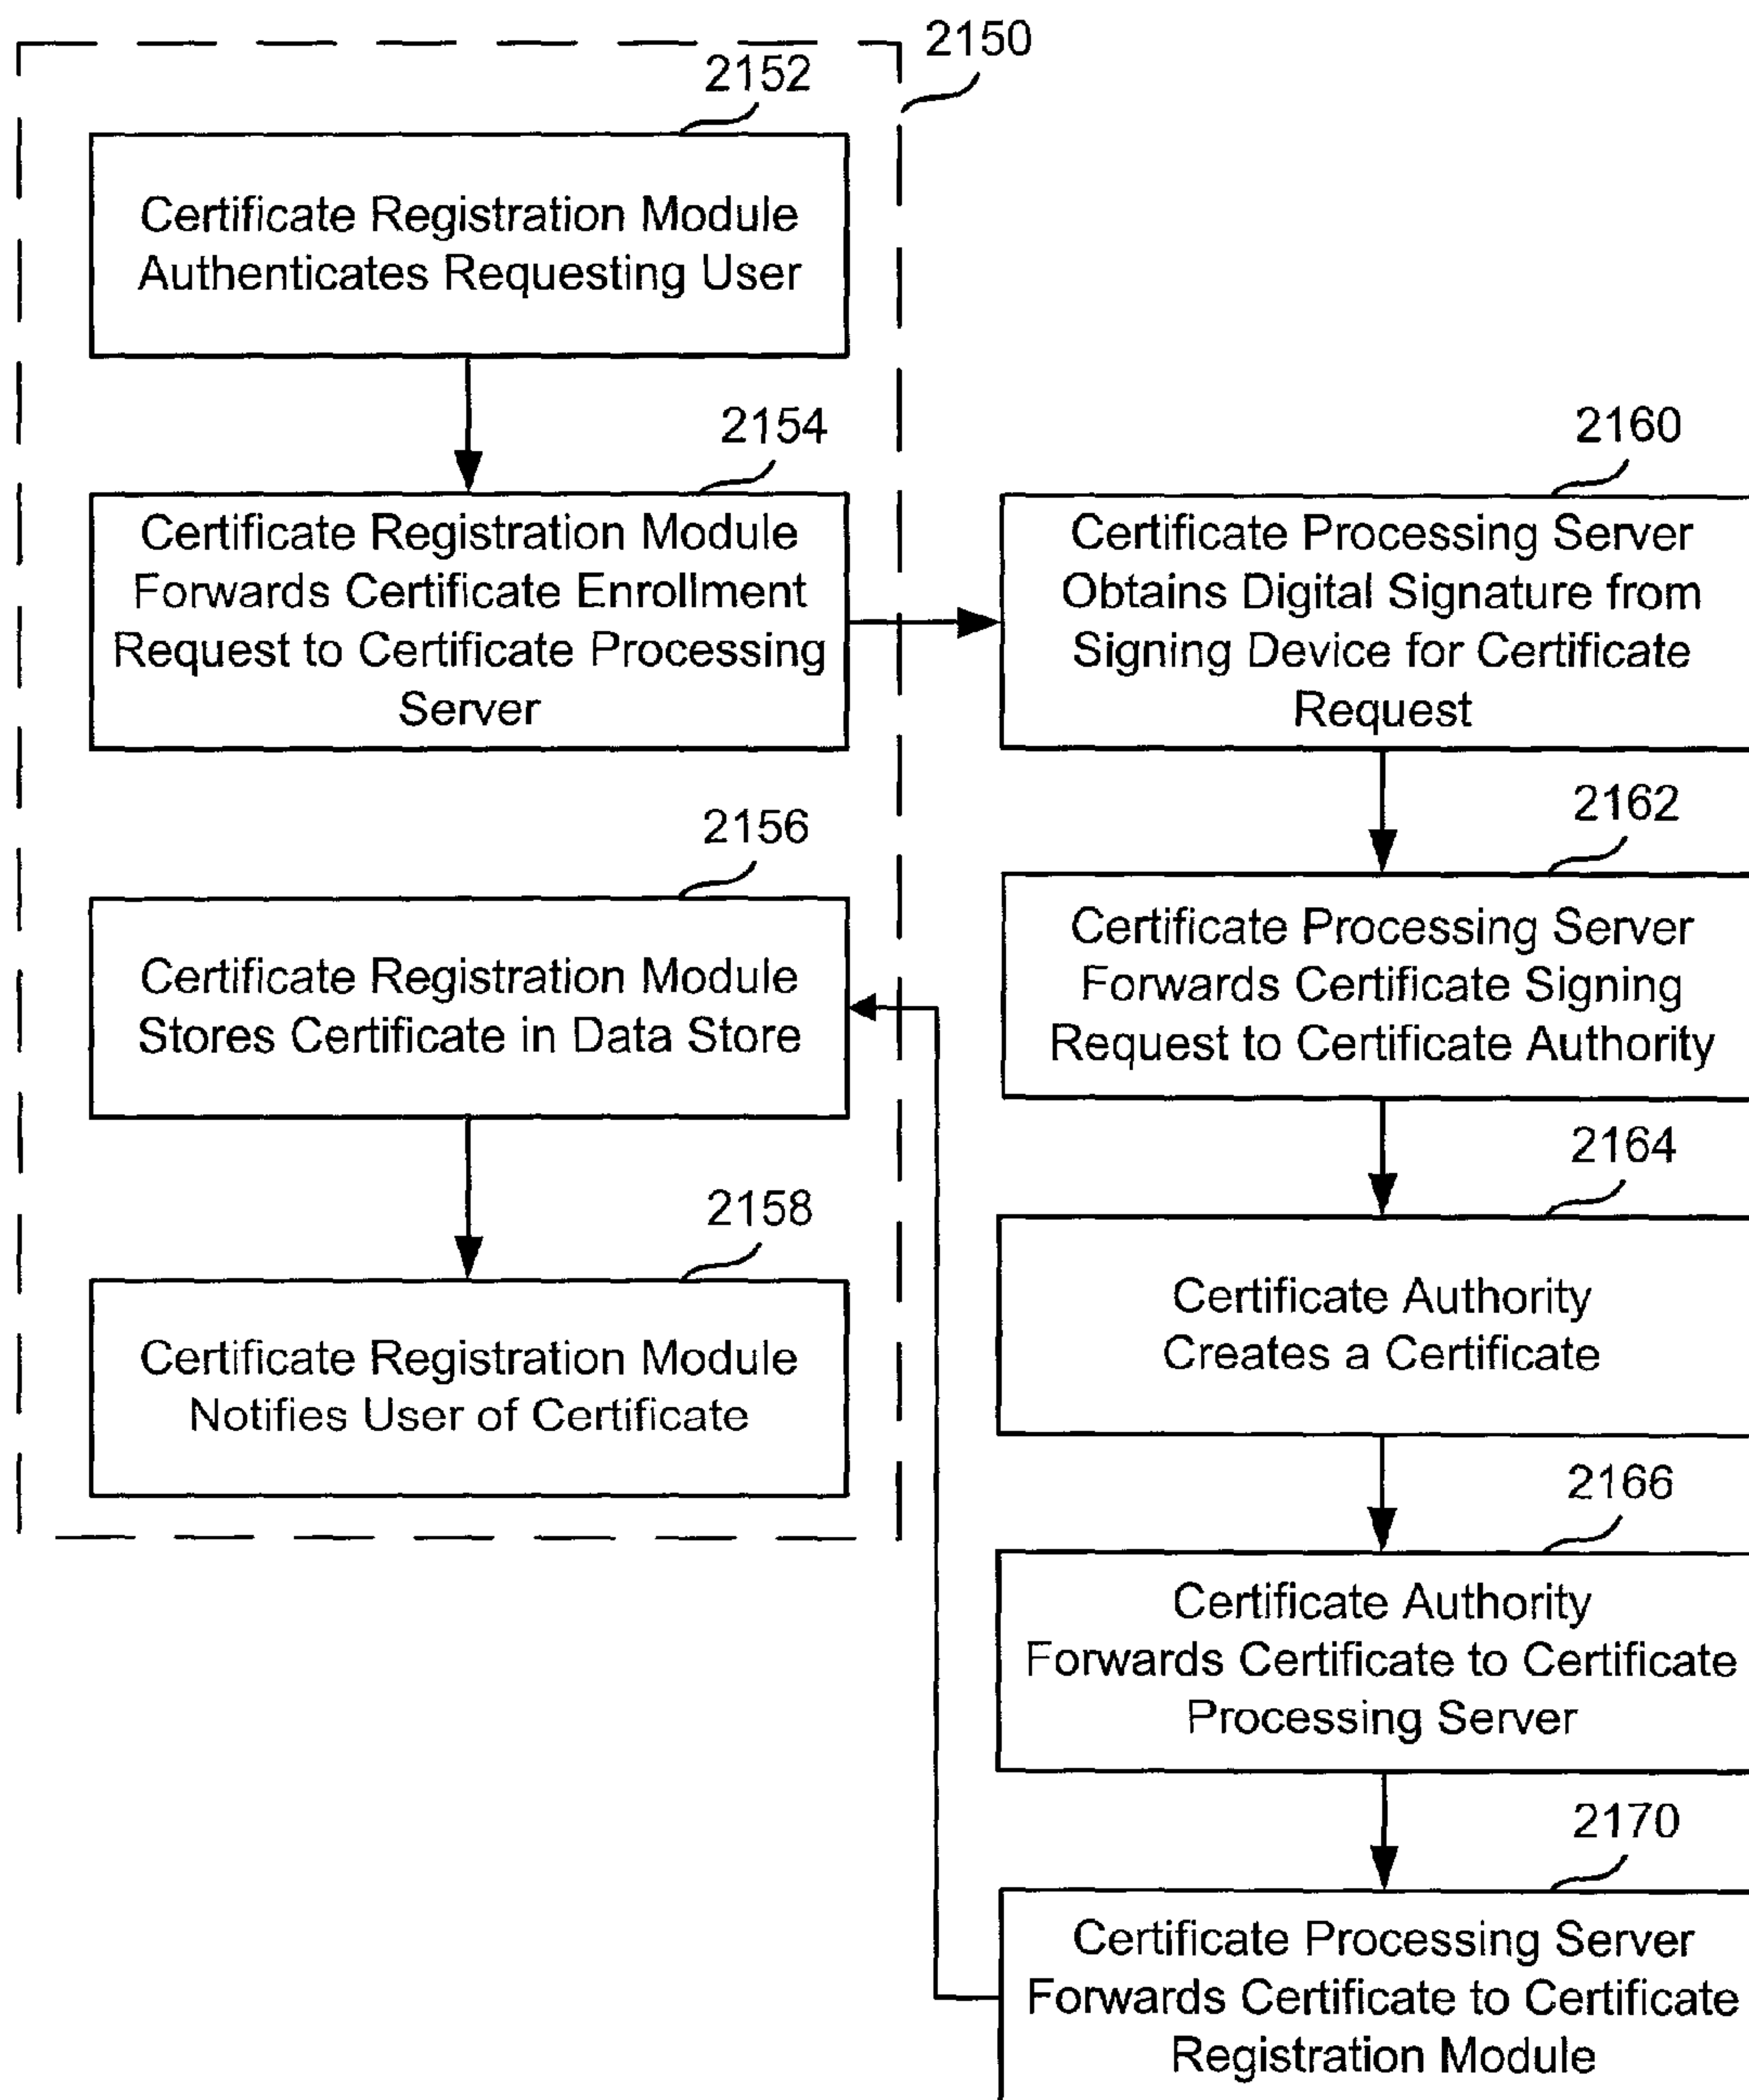 2150
2152
Certificate Registration Module
Authenticates Requesting User
2154
Certificate Registration Module
Forwards Certificate Enrollment
Request to Certificate Processing
Server
2156
Certificate Registration Module
Stores Certificate in Data Store
2158
Certificate Registration Module
Notifies User of Certificate
2160
Certificate Processing Server
Obtains Digital Signature from
Signing Device for Certificate
Request
2162
Certificate Processing Server
Forwards Certificate Signing
Request to Certificate Authority
2164
Certificate Authority
Creates a Certificate
2166
Certificate Authority
Forwards Certificate to Certificate
Processing Server
2170
Certificate Processing Server
Forwards Certificate to Certificate
Registration Module